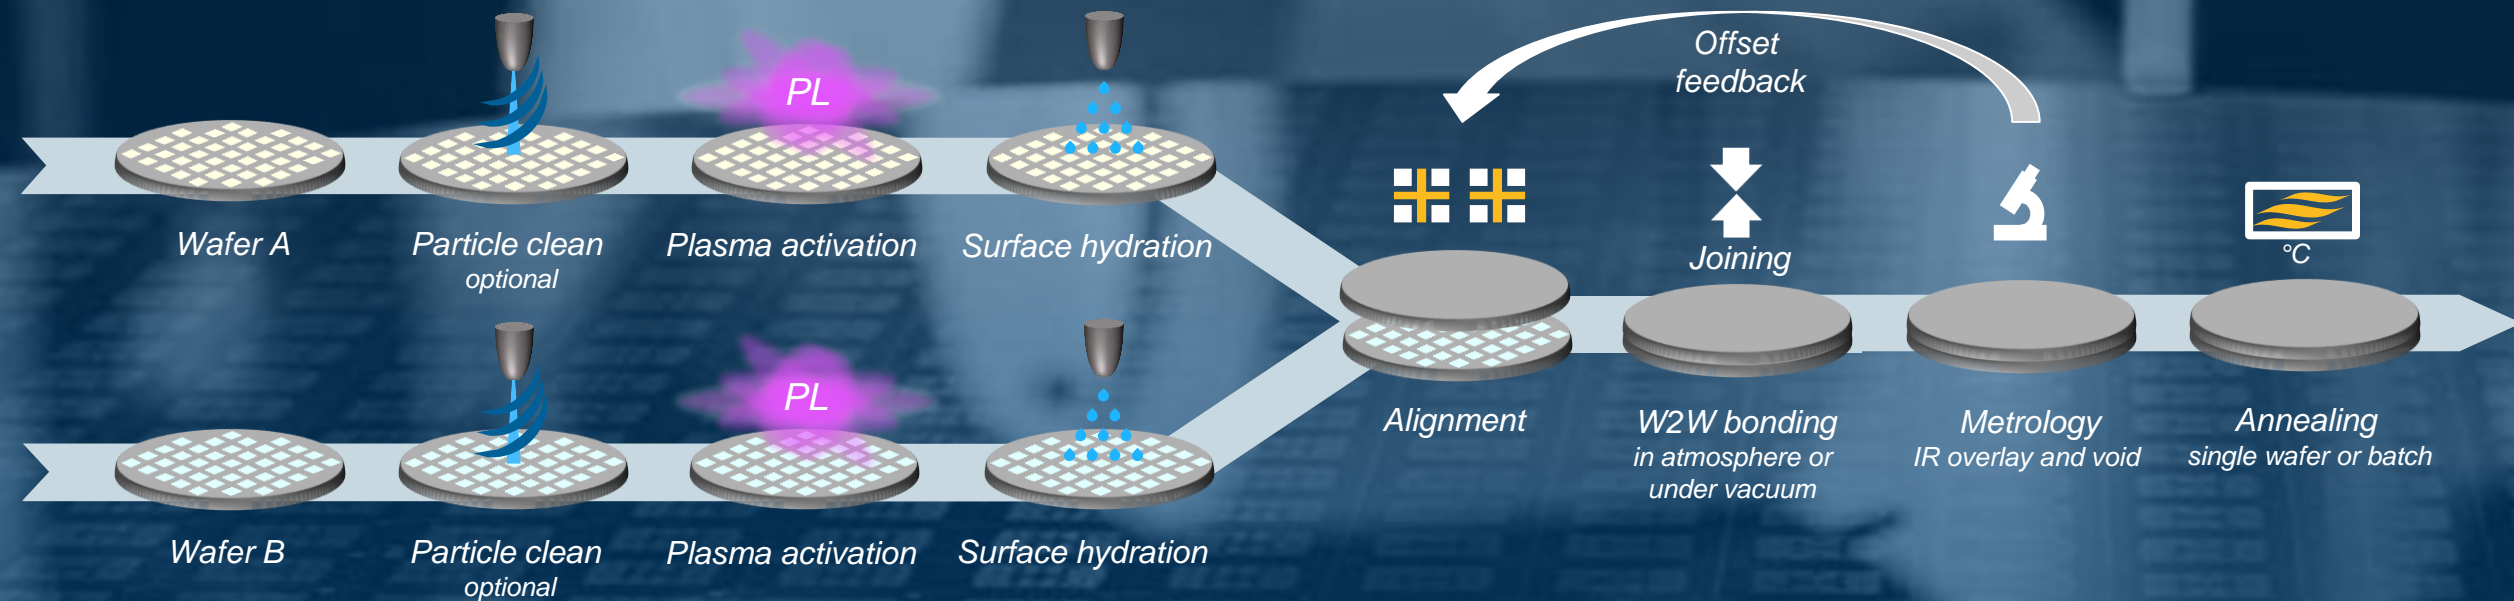 PL
Wafer A
Particle clean
optional
Plasma activation
Surface hydration
Offset
feedback
Joining
°C
Alignment
W2W bonding
in atmosphere or
under vacuum
Metrology
IR overlay and void
Annealing
single wafer or batch
PL
Wafer B
Particle clean
optional
Plasma activation
Surface hydration